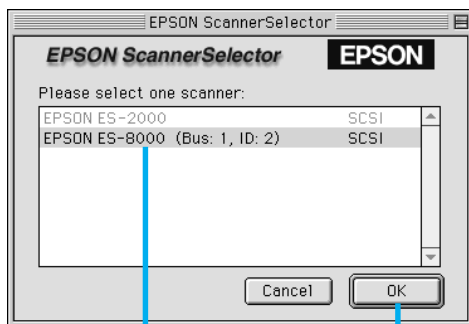 EPSON ScannerSelector
EPSON ScannerSelector EPSON
Please select one scanner:
EPSON ES-2000 SCSI
EPSON ES-8000 (Bus: 1, ID: 2) SCSI
Cancel OK